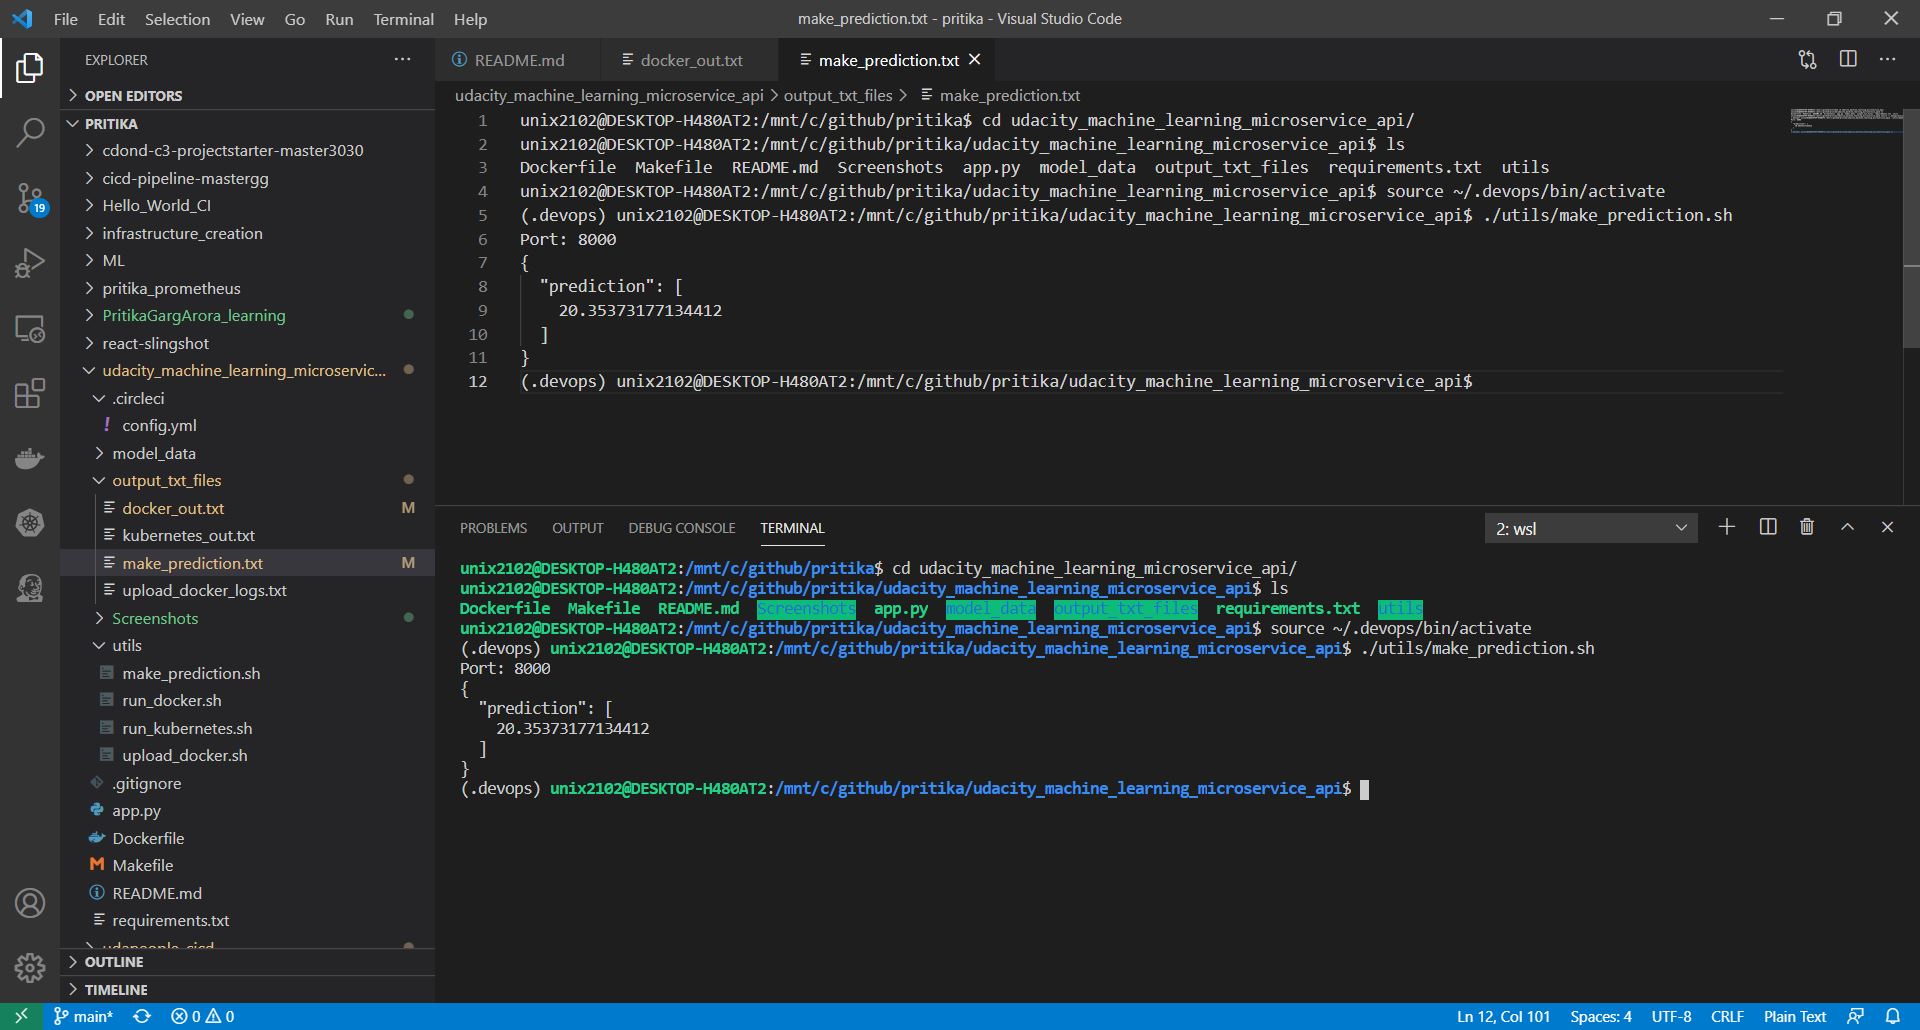 File Edit Selection View Go Run Terminal Help
make_prediction.txt - pritika - Visual Studio Code
EXPLORER
OPEN EDITORS
PRITIKA
cdond-c3-projectstarter-master3030
cicd-pipeline-mastergg
Hello_World_CI
infrastructure_creation
ML
pritika_prometheus
PritikaGargArora_learning
react-slingshot
udacity_machine_learning_microservic...
.circleci
! config.yml
model_data
output_txt_files
docker_out.txt M
kubernetes_out.txt
make_prediction.txt M
upload_docker_logs.txt
Screenshots
utils
make_prediction.sh
run_docker.sh
run_kubernetes.sh
upload_docker.sh
.gitignore
app.py
Dockerfile
M Makefile
README.md
requirements.txt
udapeople_cicd
OUTLINE
TIMELINE
19
README.md docker_out.txt make_prediction.txt
udacity_machine_learning_microservice_api > output_txt_files > make_prediction.txt
1 unix2102@DESKTOP-H480AT2:/mnt/c/github/pritika$ cd udacity_machine_learning_microservice_api/
2 unix2102@DESKTOP-H480AT2:/mnt/c/github/pritika/udacity_machine_learning_microservice_api$ ls
3 Dockerfile Makefile README.md Screenshots app.py model_data output_txt_files requirements.txt utils
4 unix2102@DESKTOP-H480AT2:/mnt/c/github/pritika/udacity_machine_learning_microservice_api$ source ~/.devops/bin/activate
5 (.devops) unix2102@DESKTOP-H480AT2:/mnt/c/github/pritika/udacity_machine_learning_microservice_api$ ./utils/make_prediction.sh
6 Port: 8000
7 {
8 "prediction": [
9 20.35373177134412
10 ]
11 }
12 (.devops) unix2102@DESKTOP-H480AT2:/mnt/c/github/pritika/udacity_machine_learning_microservice_api$
PROBLEMS OUTPUT DEBUG CONSOLE TERMINAL
2: wsl
unix2102@DESKTOP-H480AT2:/mnt/c/github/pritika$ cd udacity_machine_learning_microservice_api/
unix2102@DESKTOP-H480AT2:/mnt/c/github/pritika/udacity_machine_learning_microservice_api$ ls
Dockerfile Makefile README.md Screenshots app.py model_data output_txt_files requirements.txt utils
unix2102@DESKTOP-H480AT2:/mnt/c/github/pritika/udacity_machine_learning_microservice_api$ source ~/.devops/bin/activate
(.devops) unix2102@DESKTOP-H480AT2:/mnt/c/github/pritika/udacity_machine_learning_microservice_api$ ./utils/make_prediction.sh
Port: 8000
{
"prediction": [
20.35373177134412
]
}
(.devops) unix2102@DESKTOP-H480AT2:/mnt/c/github/pritika/udacity_machine_learning_microservice_api$
main* 0 0
Ln 12, Col 101 Spaces: 4 UTF-8 CRLF Plain Text